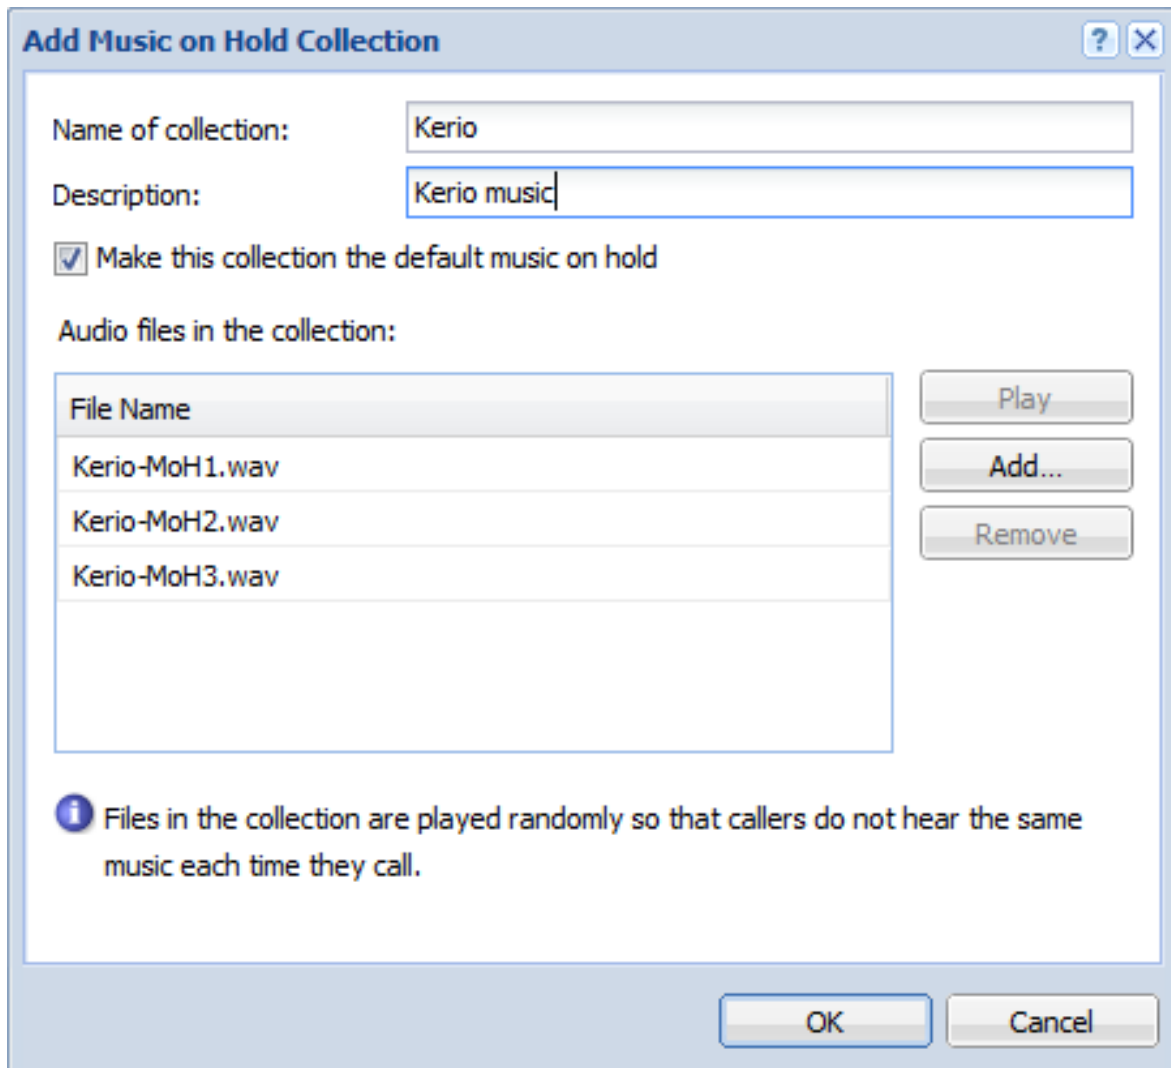 Add Music on Hold Collection ?
Name of collection: Kerio
Description: Kerio music
Make this collection the default music on hold
Audio files in the collection:
File Name
Play
Kerio-MoH1.wav
Add...
Kerio-MoH2.wav
Remove
Kerio-MoH3.wav
Files in the collection are played randomly so that callers do not hear the same
music each time they call.
OK Cancel